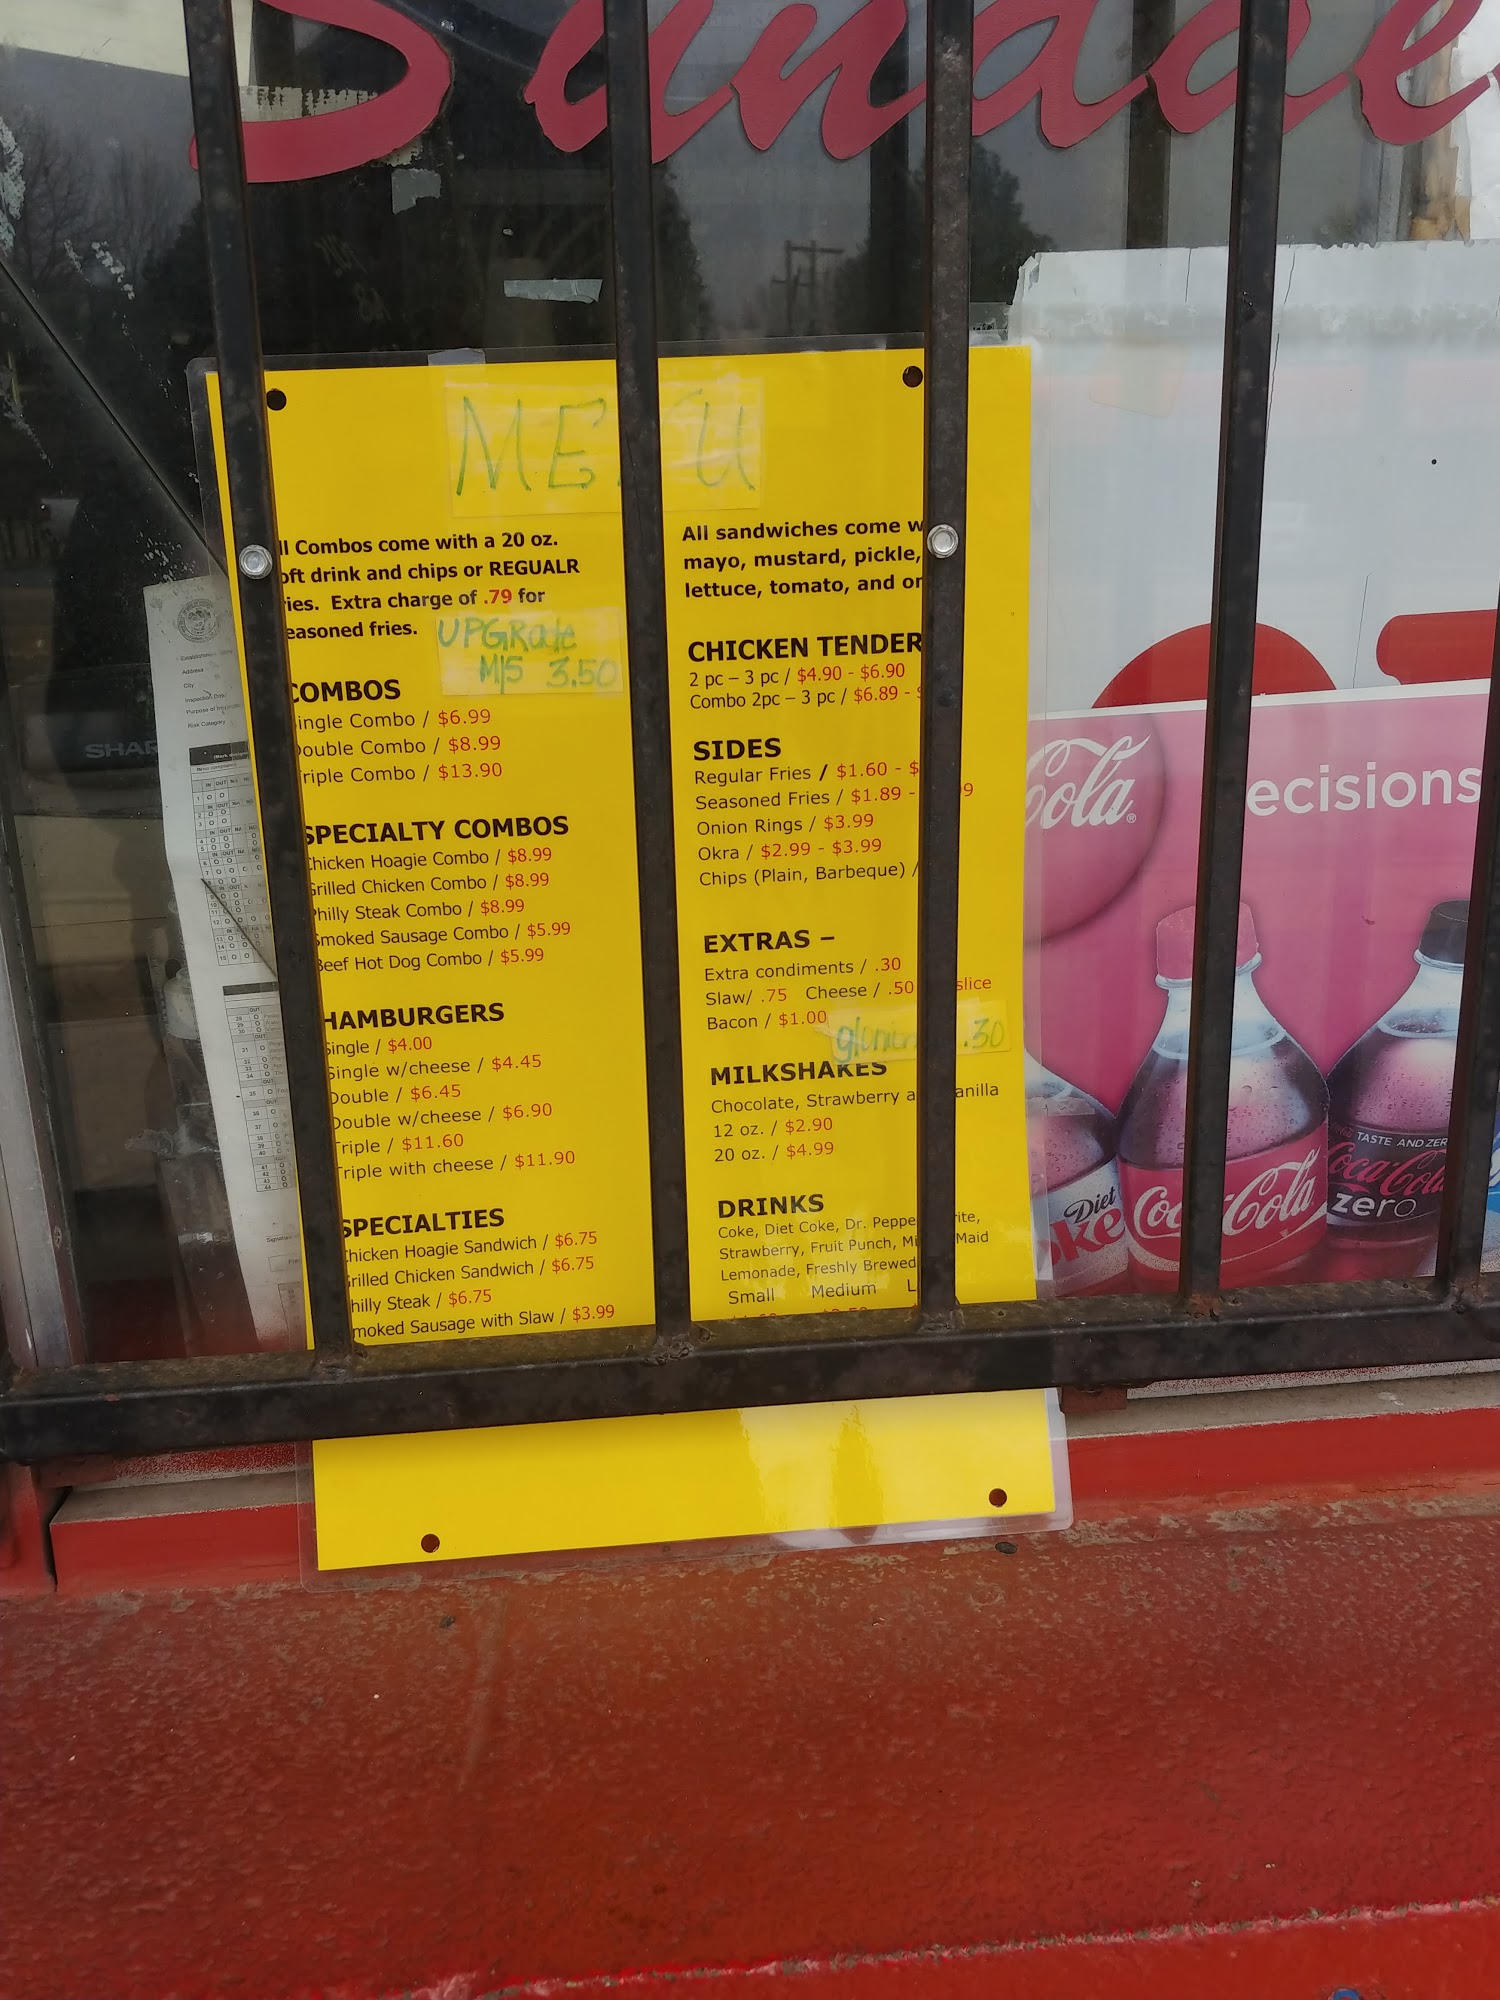 Sundae
MENU
ll Combos come with a 20 oz.
oft drink and chips or REGUALR
ries. Extra charge of .79 for
easoned fries.
UPGRade
M/S 3.50
COMBOS
ingle Combo / $6.99
Double Combo / $8.99
riple Combo / $13.90
SPECIALTY COMBOS
Chicken Hoagie Combo / $8.99
Grilled Chicken Combo / $8.99
Philly Steak Combo / $8.99
Smoked Sausage Combo / $5.99
Beef Hot Dog Combo / $5.99
HAMBURGERS
Single / $4.00
Single w/cheese / $4.45
Double / $6.45
Double w/cheese / $6.90
Triple / $11.60
Triple with cheese / $11.90
SPECIALTIES
Chicken Hoagie Sandwich / $6.75
Grilled Chicken Sandwich / $6.75
hilly Steak / $6.75
moked Sausage with Slaw / $3.99
All sandwiches come w
mayo, mustard, pickle,
lettuce, tomato, and on
CHICKEN TENDER
2 pc – 3 pc / $4.90 - $6.90
Combo 2pc – 3 pc / $6.89 - $
SIDES
Regular Fries / $1.60 - $
Seasoned Fries / $1.89 - 9
Onion Rings / $3.99
Okra / $2.99 - $3.99
Chips (Plain, Barbeque) /
EXTRAS –
Extra condiments / .30
Slaw/ .75 Cheese / .50 slice
Bacon / $1.00
.30
MILKSHAKES
Chocolate, Strawberry a anilla
12 oz. / $2.90
20 oz. / $4.99
DRINKS
Coke, Diet Coke, Dr. Peppe rite,
Strawberry, Fruit Punch, Mi Maid
Lemonade, Freshly Brewed
Small Medium L
SHAR
Cola
ecisions
Diet
oke
Coca-Cola
TASTE AND ZER
Coca-Cola
zero